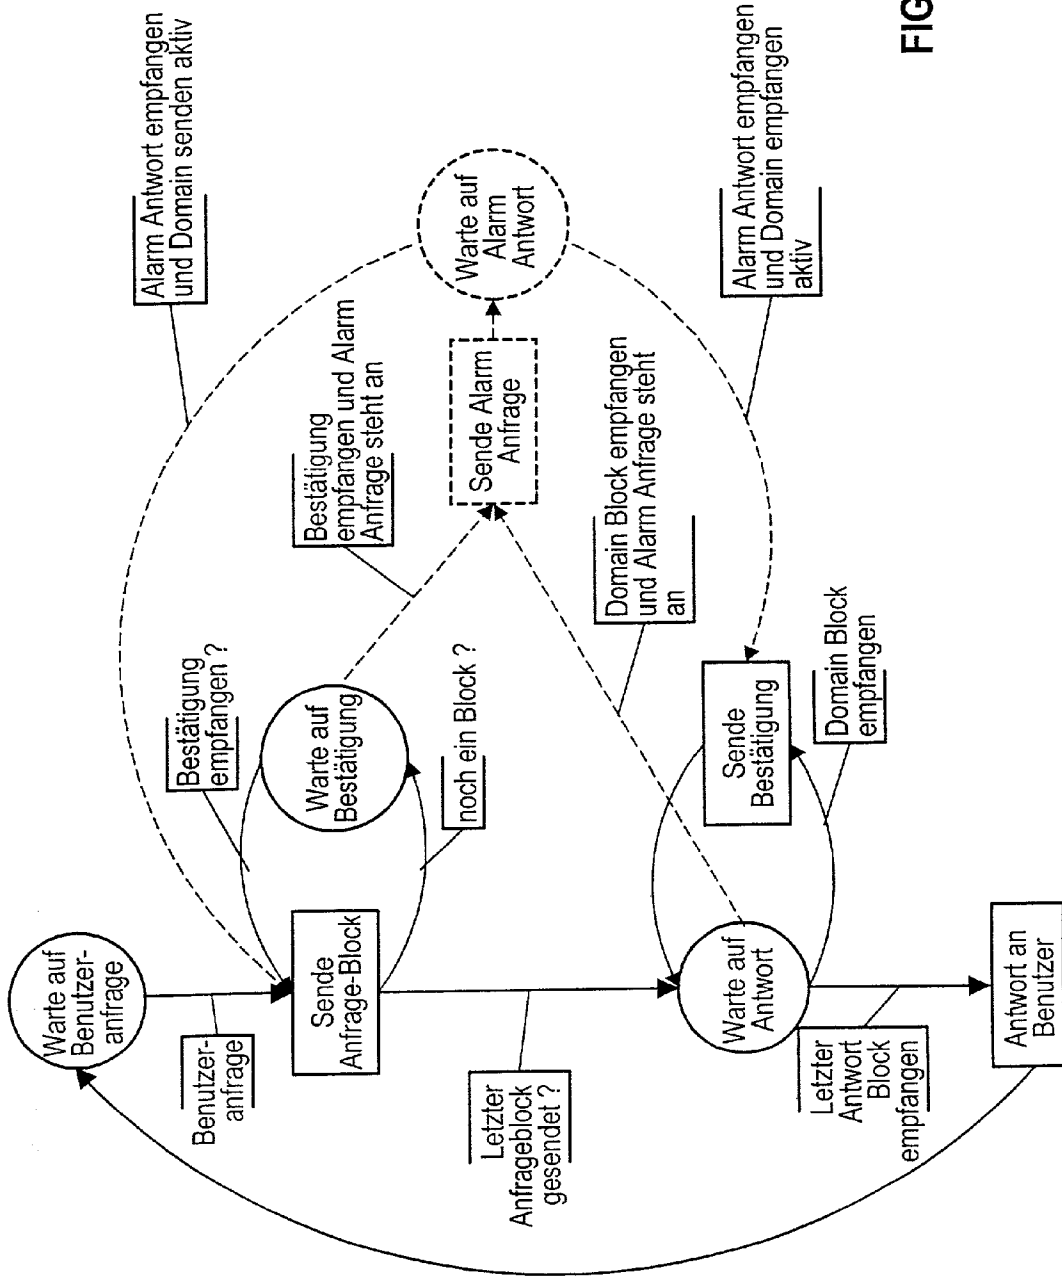 Warte auf
Benutzer-
anfrage
Benutzer-
anfrage
Sende
Anfrage-Block
Bestätigung
empfangen ?
Warte auf
Bestätigung
noch ein Block ?
Letzter
Anfrageblock
gesendet ?
Warte auf
Antwort
Letzter
Antwort
Block
empfangen
Antwort an
Benutzer
Sende
Bestätigung
Domain Block
empfangen
Bestätigung
empfangen und Alarm
Anfrage steht an
Domain Block empfangen
und Alarm Anfrage steht
an
Sende Alarm
Anfrage
Warte auf
Alarm
Antwort
Alarm Antwort empfangen
und Domain senden aktiv
Alarm Antwort empfangen
und Domain empfangen
aktiv
FIG